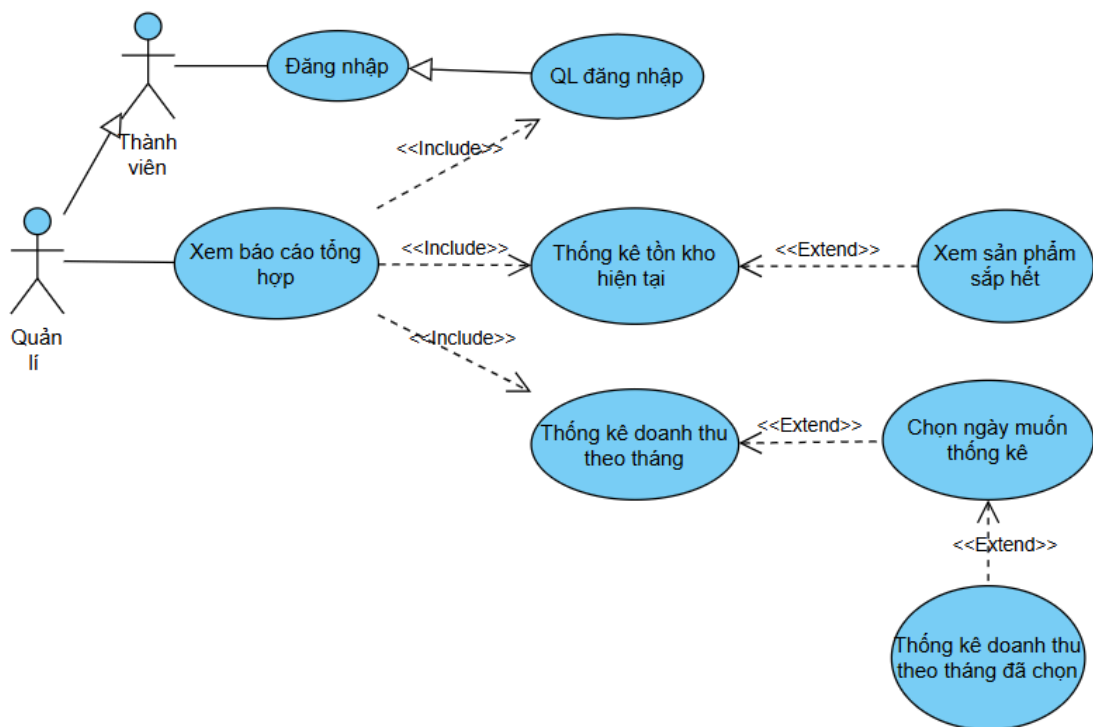 Đăng nhập
QL đăng nhập
Thành
viên
<<Include>>
Xem báo cáo tổng
hợp
<<Include>>
Thống kê tồn kho
hiện tại
<<Extend>>
Xem sản phẩm
sắp hết
Quản
lí
<<Include>>
Thống kê doanh thu
theo tháng
<<Extend>>
Chọn ngày muốn
thống kê
<<Extend>>
Thống kê doanh thu
theo tháng đã chọn